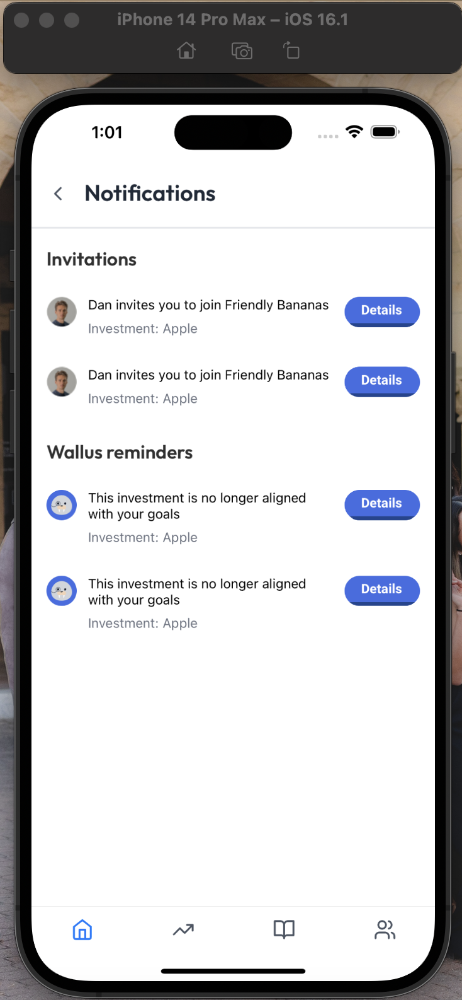 iPhone 14 Pro Max – iOS 16.1
1:01
Notifications
Invitations
Dan invites you to join Friendly Bananas
Investment: Apple
Details
Dan invites you to join Friendly Bananas
Investment: Apple
Details
Wallus reminders
This investment is no longer aligned
with your goals
Investment: Apple
Details
This investment is no longer aligned
with your goals
Investment: Apple
Details